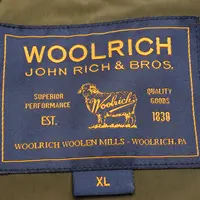 WOOLRICH
JOHN RICH & BROS.
SUPERIOR
PERFORMANCE
QUALITY
GOODS
Woolrich
EST.
1830
WOOLRICH WOOLEN MILLS - WOOLRICH, PA
XL